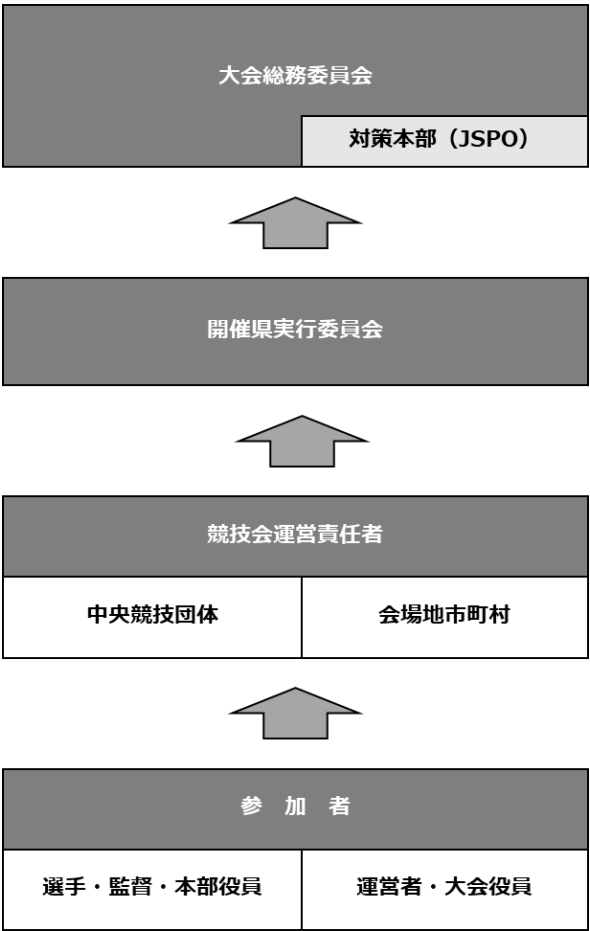 大会総務委員会
対策本部（JSPO）
開催県実行委員会
競技会運営責任者
中央競技団体
会場地市町村
参　加　者
選手・監督・本部役員
運営者・大会役員